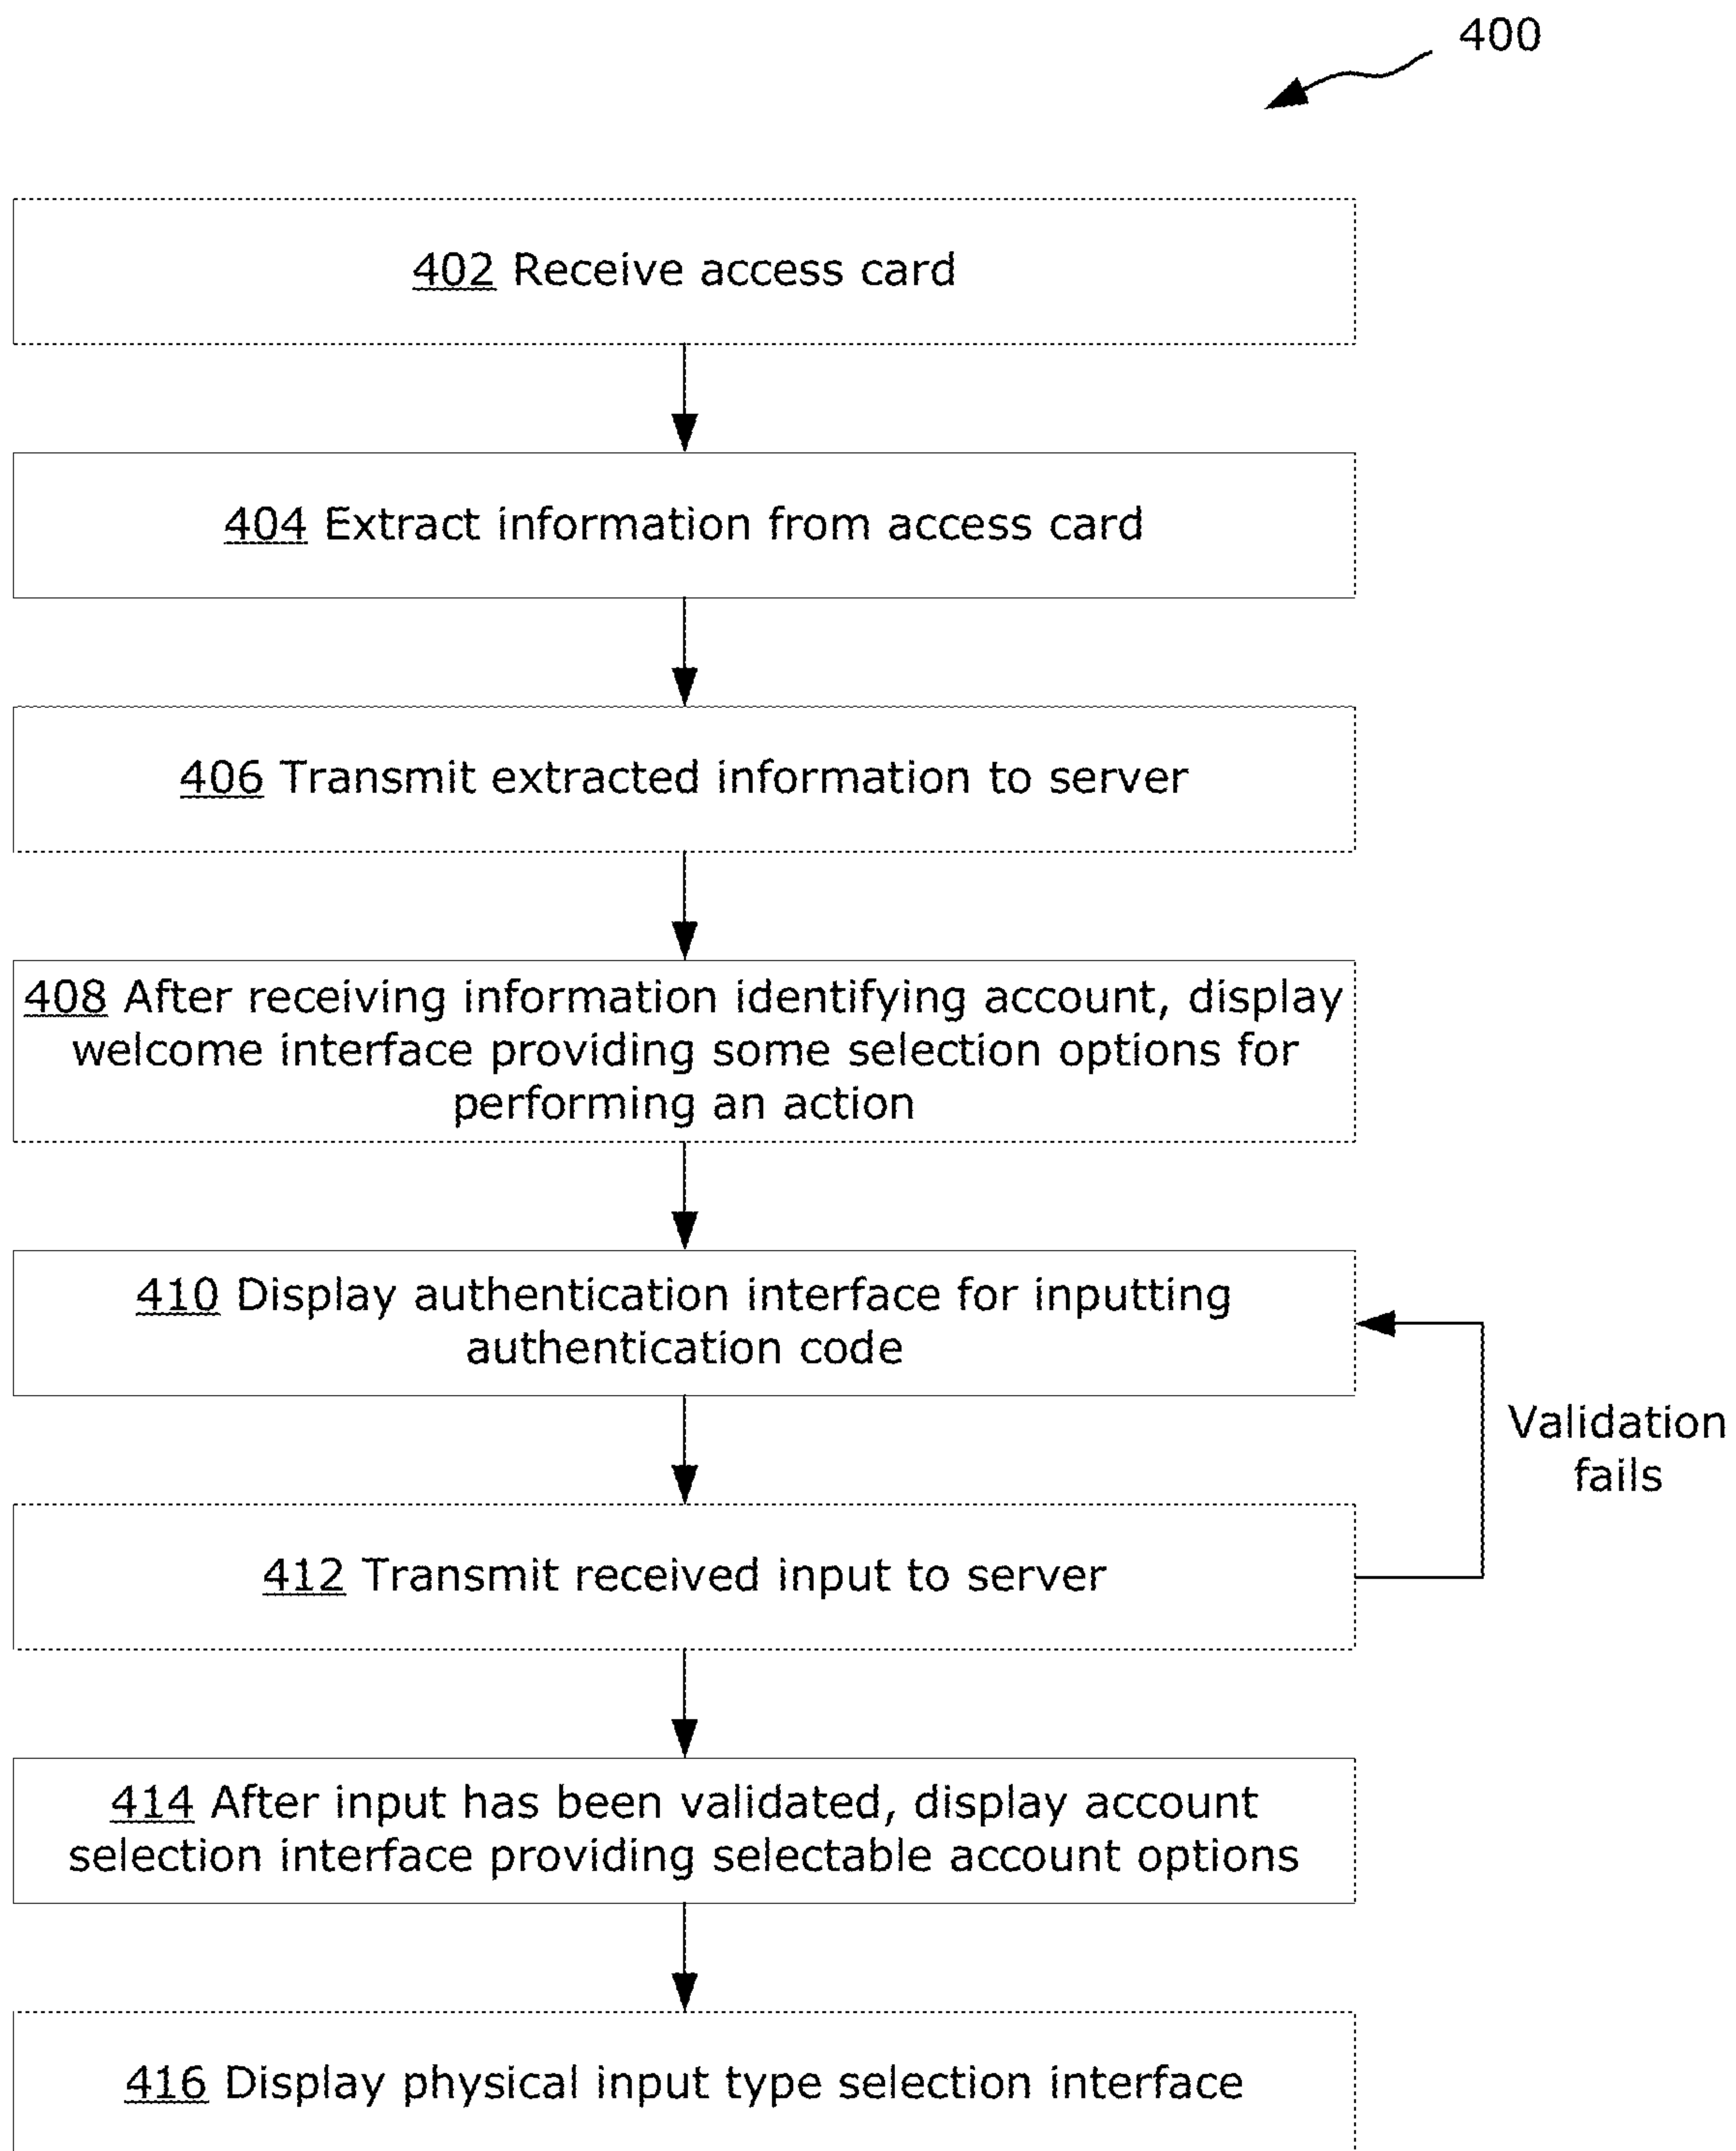 400
402 Receive access card
404 Extract information from access card
406 Transmit extracted information to server
408 After receiving information identifying account, display
welcome interface providing some selection options for
performing an action
410 Display authentication interface for inputting
authentication code
Validation
fails
412 Transmit received input to server
414 After input has been validated, display account
selection interface providing selectable account options
416 Display physical input type selection interface